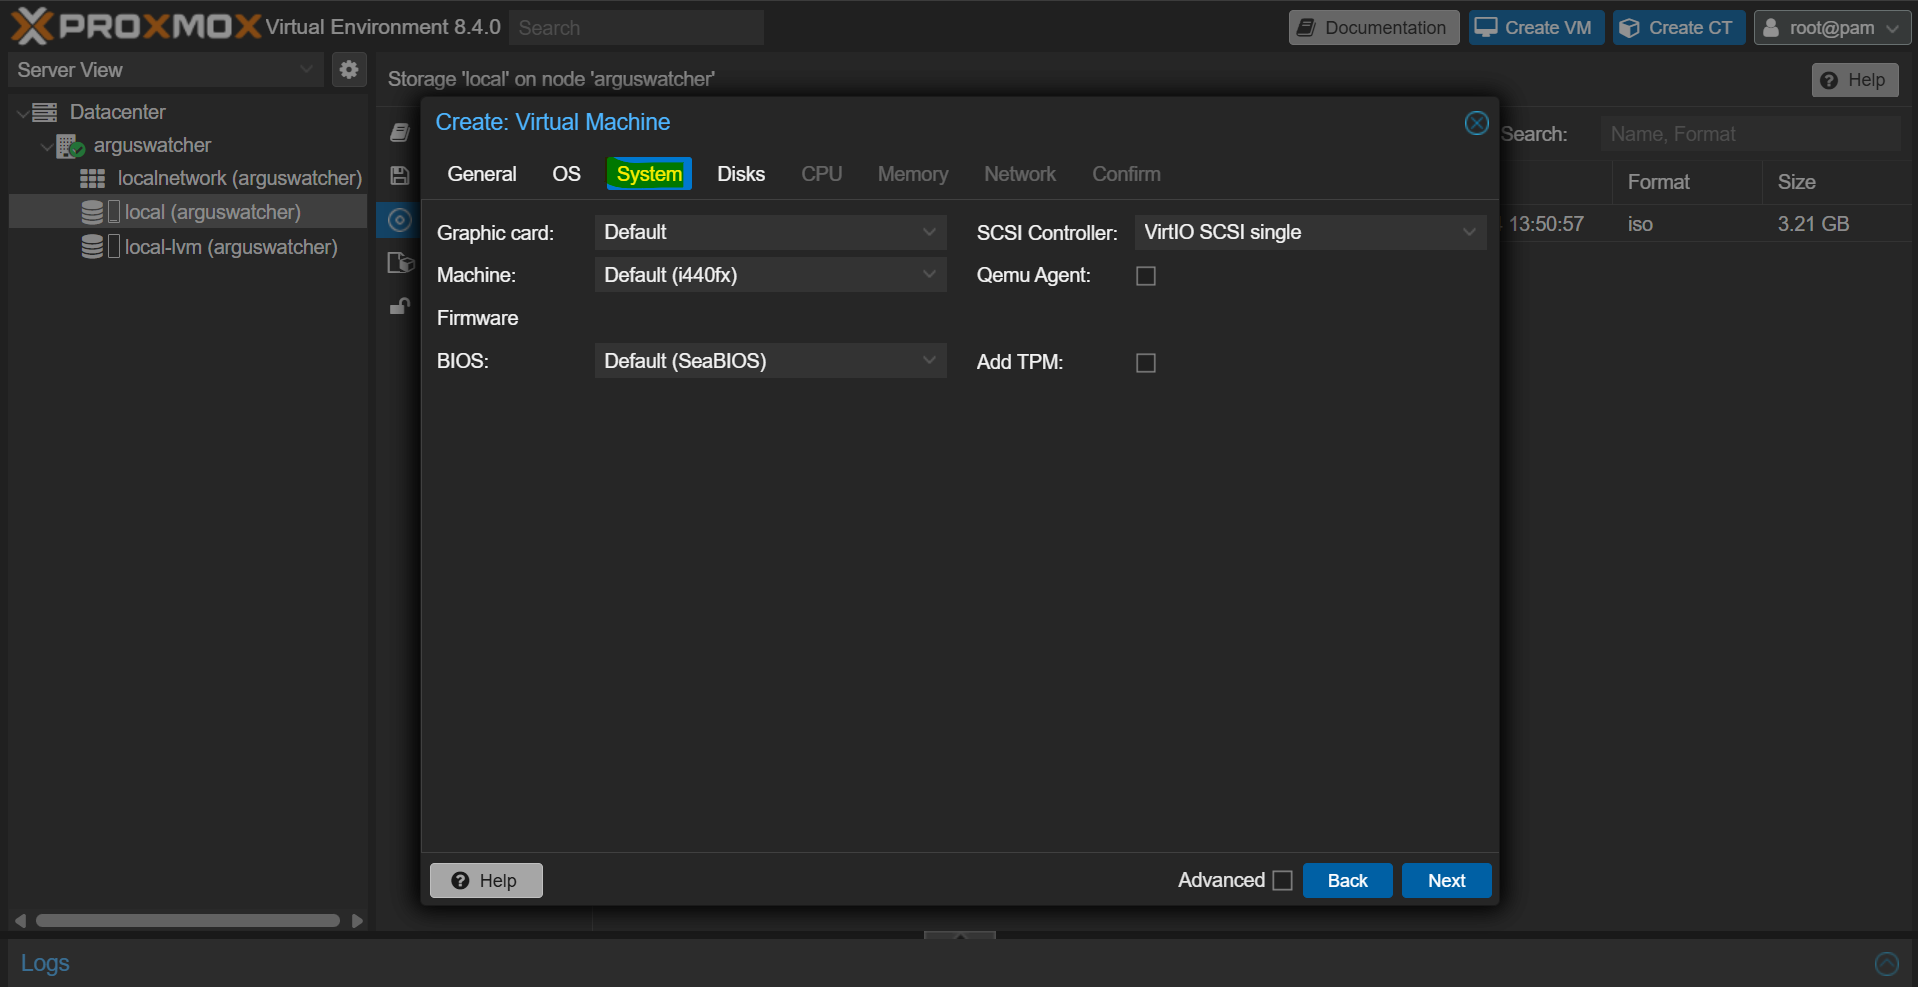 PROXMOX Virtual Environment 8.4.0 Search Documentation Create VM Create CT root@pam
Server View
Storage 'local' on node 'arguswatcher' Help
Datacenter
arguswatcher
localnetwork (arguswatcher)
local (arguswatcher)
local-lvm (arguswatcher)
Search: Name, Format
Format Size
13:50:57 iso 3.21 GB
Create: Virtual Machine
General OS System Disks CPU Memory Network Confirm
Graphic card: Default SCSI Controller: VirtIO SCSI single
Machine: Default (i440fx) Qemu Agent:
Firmware
BIOS: Default (SeaBIOS) Add TPM:
Help Advanced Back Next
Logs